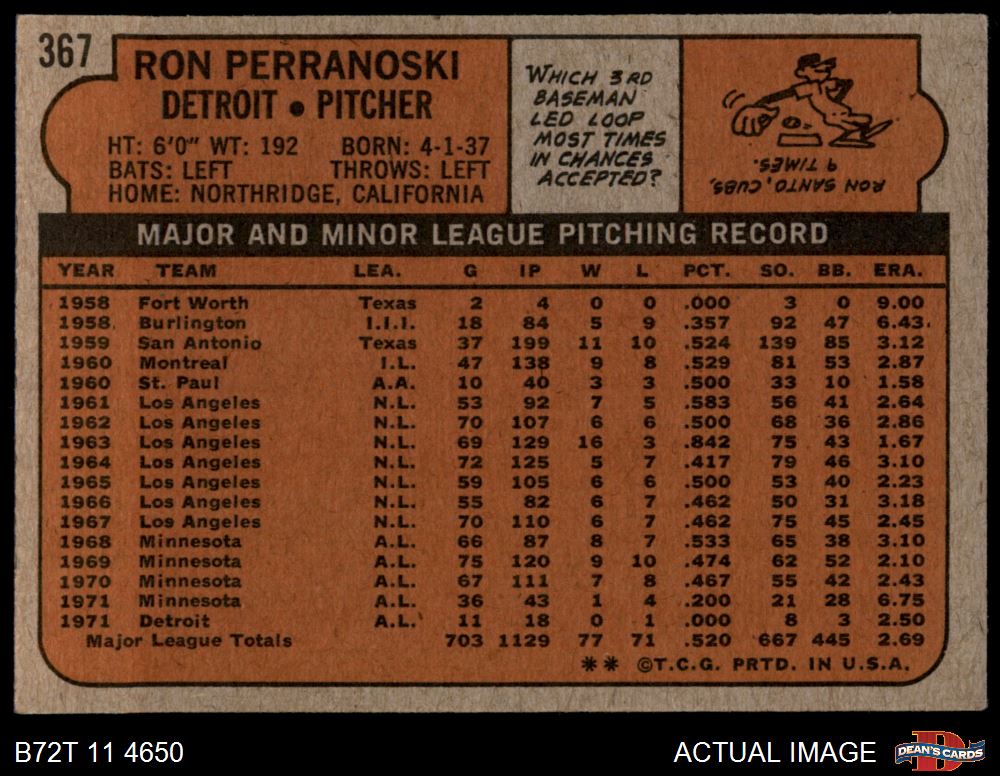 367
RON PERRANOSKI
DETROIT • PITCHER
HT: 6'0" WT: 192 BORN: 4-1-37
BATS: LEFT THROWS: LEFT
HOME: NORTHRIDGE, CALIFORNIA
WHICH 3RD
BASEMAN
LED LOOP
MOST TIMES
IN CHANCES
ACCEPTED?
RON SANTO, CUBS,
9 TIMES.
MAJOR AND MINOR LEAGUE PITCHING RECORD
YEAR TEAM LEA. G IP W L PCT. SO. BB. ERA.
1958 Fort Worth Texas 2 4 0 0 .000 3 0 9.00
1958 Burlington I.I.I. 18 84 5 9 .357 92 47 6.43
1959 San Antonio Texas 37 199 11 10 .524 139 85 3.12
1960 Montreal I.L. 47 138 9 8 .529 81 53 2.87
1960 St. Paul A.A. 10 40 3 3 .500 33 10 1.58
1961 Los Angeles N.L. 53 92 7 5 .583 56 41 2.64
1962 Los Angeles N.L. 70 107 6 6 .500 68 36 2.86
1963 Los Angeles N.L. 69 129 16 3 .842 75 43 1.67
1964 Los Angeles N.L. 72 125 5 7 .417 79 46 3.10
1965 Los Angeles N.L. 59 105 6 6 .500 53 40 2.23
1966 Los Angeles N.L. 55 82 6 7 .462 50 31 3.18
1967 Los Angeles N.L. 70 110 6 7 .462 75 45 2.45
1968 Minnesota A.L. 66 87 8 7 .533 65 38 3.10
1969 Minnesota A.L. 75 120 9 10 .474 62 52 2.10
1970 Minnesota A.L. 67 111 7 8 .467 55 42 2.43
1971 Minnesota A.L. 36 43 1 4 .200 21 28 6.75
1971 Detroit A.L. 11 18 0 1 .000 8 3 2.50
Major League Totals 703 1129 77 71 .520 667 445 2.69
** ©T.C.G. PRTD. IN U.S.A.
B72T 11 4650 ACTUAL IMAGE
D
DEAN'S CARDS